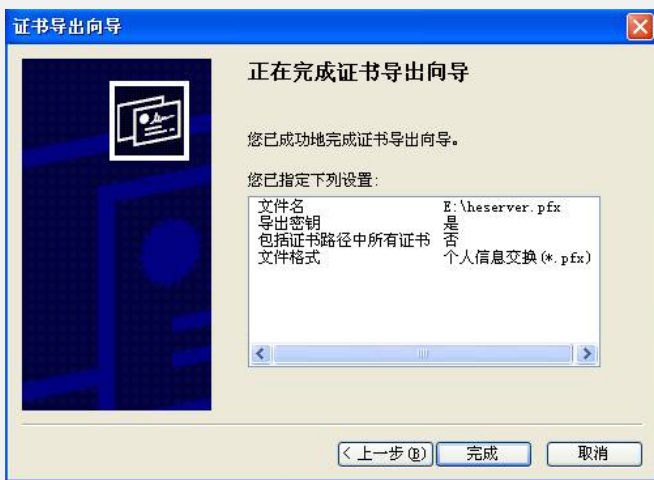 证书导出向导
正在完成证书导出向导
您已成功地完成证书导出向导。
您已指定下列设置:
文件名 E:\heserver.pfx
导出密钥 是
包括证书路径中所有证书 否
文件格式 个人信息交换(*.pfx)
< 上一步(B) 完成 取消